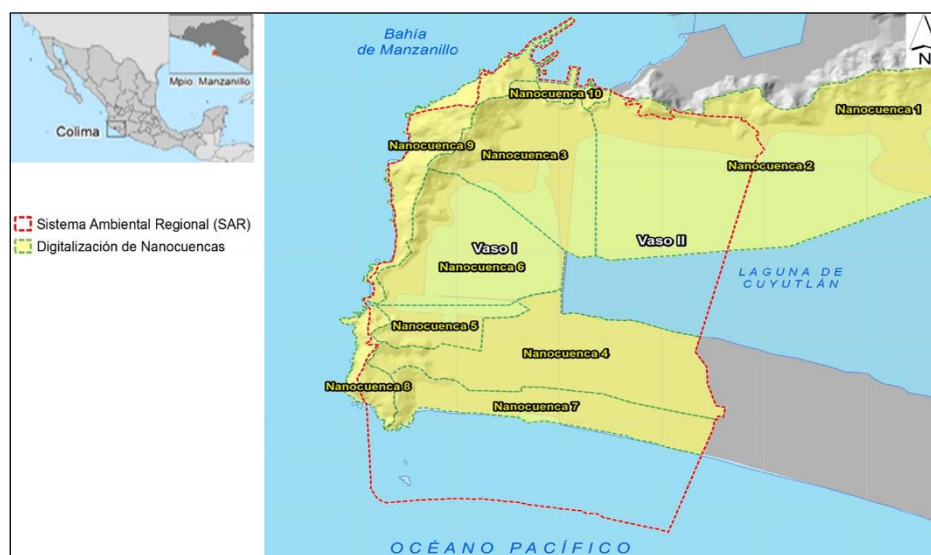 Mpio. Manzanillo
Colima
Sistema Ambiental Regional (SAR)
Digitalización de Nanocuencas
Bahía
de Manzanillo
N
Nanocuenca 10
Nanocuenca 1
Nanocuenca 9
Nanocuenca 3
Nanocuenca 2
Vaso I
Vaso II
Nanocuenca 6
LAGUNA DE
CUYUTLÁN
Nanocuenca 5
Nanocuenca 4
Nanocuenca 8
Nanocuenca 7
OCÉANO PACÍFICO